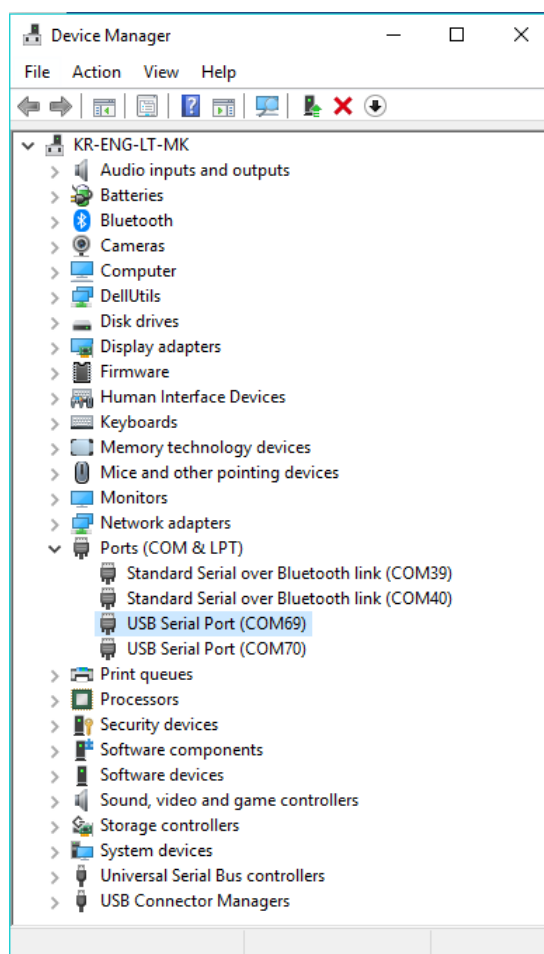 Device Manager
File Action View Help
KR-ENG-LT-MK
Audio inputs and outputs
Batteries
Bluetooth
Cameras
Computer
DellUtils
Disk drives
Display adapters
Firmware
Human Interface Devices
Keyboards
Memory technology devices
Mice and other pointing devices
Monitors
Network adapters
Ports (COM & LPT)
Standard Serial over Bluetooth link (COM39)
Standard Serial over Bluetooth link (COM40)
USB Serial Port (COM69)
USB Serial Port (COM70)
Print queues
Processors
Security devices
Software components
Software devices
Sound, video and game controllers
Storage controllers
System devices
Universal Serial Bus controllers
USB Connector Managers